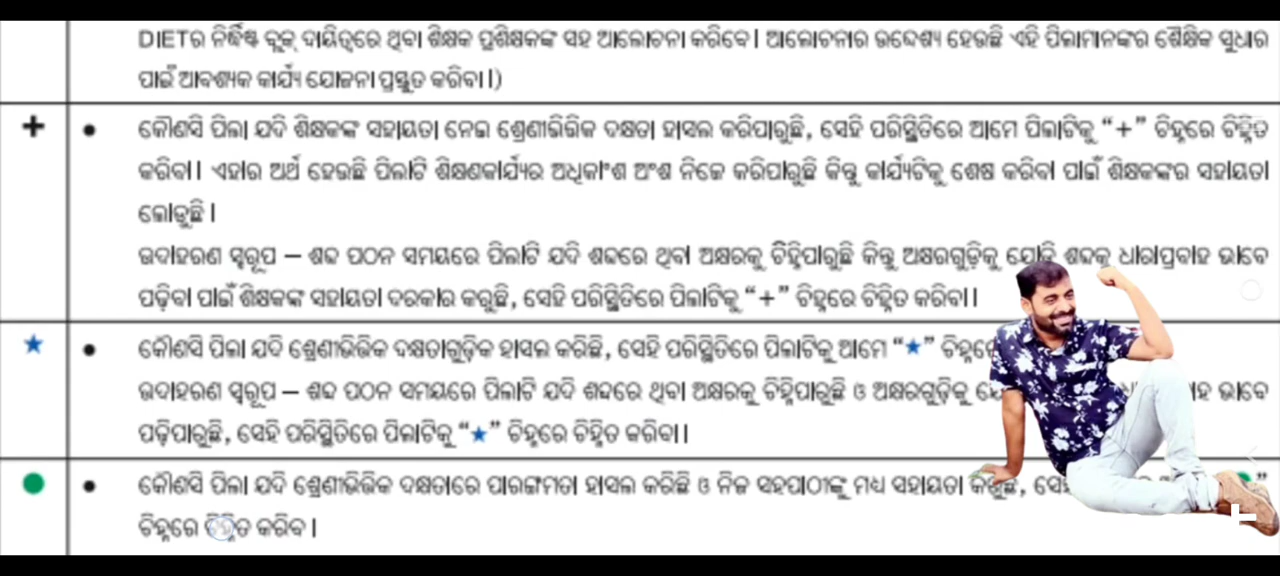 DIETର ନିର୍ଦ୍ଧିଷ୍ଟ ବ୍ଲକ୍ ଦାୟିତ୍ୱରେ ଥିବା ଶିକ୍ଷକ ପ୍ରଶିକ୍ଷକଙ୍କ ସହ ଆଲୋଚନା କରିବେ। ଆଲୋଚନାର ଉଦ୍ଦେଶ୍ୟ ହେଉଛି ଏହି ପିଲାମାନଙ୍କର ଶୈକ୍ଷିକ ସୁଧାର
ପାଇଁ ଆବଶ୍ୟକ କାର୍ଯ୍ୟ ଯୋଜନା ପ୍ରସ୍ତୁତ କରିବା।)
+ • କୌଣସି ପିଲା ଯଦି ଶିକ୍ଷକଙ୍କ ସହାୟତା ନେଇ ଶ୍ରେଣୀଭିତ୍ତିକ ଦକ୍ଷତା ହାସଲ କରିପାରୁଛି, ସେହି ପରିସ୍ଥିତିରେ ଆମେ ପିଲାଟିକୁ “+” ଚିହ୍ନରେ ଚିହ୍ନିତ
କରିବା। ଏହାର ଅର୍ଥ ହେଉଛି ପିଲାଟି ଶିକ୍ଷଣକାର୍ଯ୍ୟର ଅଧିକାଂଶ ଅଂଶ ନିଜେ କରିପାରୁଛି କିନ୍ତୁ କାର୍ଯ୍ୟଟିକୁ ଶେଷ କରିବା ପାଇଁ ଶିକ୍ଷକଙ୍କର ସହାୟତା
ଲୋଡୁଛି।
ଉଦାହରଣ ସ୍ୱରୂପ – ଶବ୍ଦ ପଠନ ସମୟରେ ପିଲାଟି ଯଦି ଶବ୍ଦରେ ଥିବା ଅକ୍ଷରକୁ ଚିହ୍ନିପାରୁଛି କିନ୍ତୁ ଅକ୍ଷରଗୁଡ଼ିକୁ ଯୋଡ଼ି ଶବ୍ଦକୁ ଧାରାପ୍ରବାହ ଭାବେ
ପଢ଼ିବା ପାଇଁ ଶିକ୍ଷକଙ୍କ ସହାୟତା ଦରକାର କରୁଛି, ସେହି ପରିସ୍ଥିତିରେ ପିଲାଟିକୁ “+” ଚିହ୍ନରେ ଚିହ୍ନିତ କରିବା।
★ • କୌଣସି ପିଲା ଯଦି ଶ୍ରେଣୀଭିତ୍ତିକ ଦକ୍ଷତାଗୁଡ଼ିକ ହାସଲ କରିଛି, ସେହି ପରିସ୍ଥିତିରେ ପିଲାଟିକୁ ଆମେ “★” ଚିହ୍ନରେ
ଉଦାହରଣ ସ୍ୱରୂପ – ଶବ୍ଦ ପଠନ ସମୟରେ ପିଲାଟି ଯଦି ଶବ୍ଦରେ ଥିବା ଅକ୍ଷରକୁ ଚିହ୍ନିପାରୁଛି ଓ ଅକ୍ଷରଗୁଡ଼ିକୁ ଭାବେ
ପଢ଼ିପାରୁଛି, ସେହି ପରିସ୍ଥିତିରେ ପିଲାଟିକୁ “★” ଚିହ୍ନରେ ଚିହ୍ନିତ କରିବା।
● • କୌଣସି ପିଲା ଯଦି ଶ୍ରେଣୀଭିତ୍ତିକ ଦକ୍ଷତାରେ ପାରଙ୍ଗମତା ହାସଲ କରିଛି ଓ ନିଜ ସହପାଠୀଙ୍କୁ ମଧ୍ୟ ସହାୟତା କରୁଛି,
ଚିହ୍ନରେ ଚିହ୍ନିତ କରିବ।